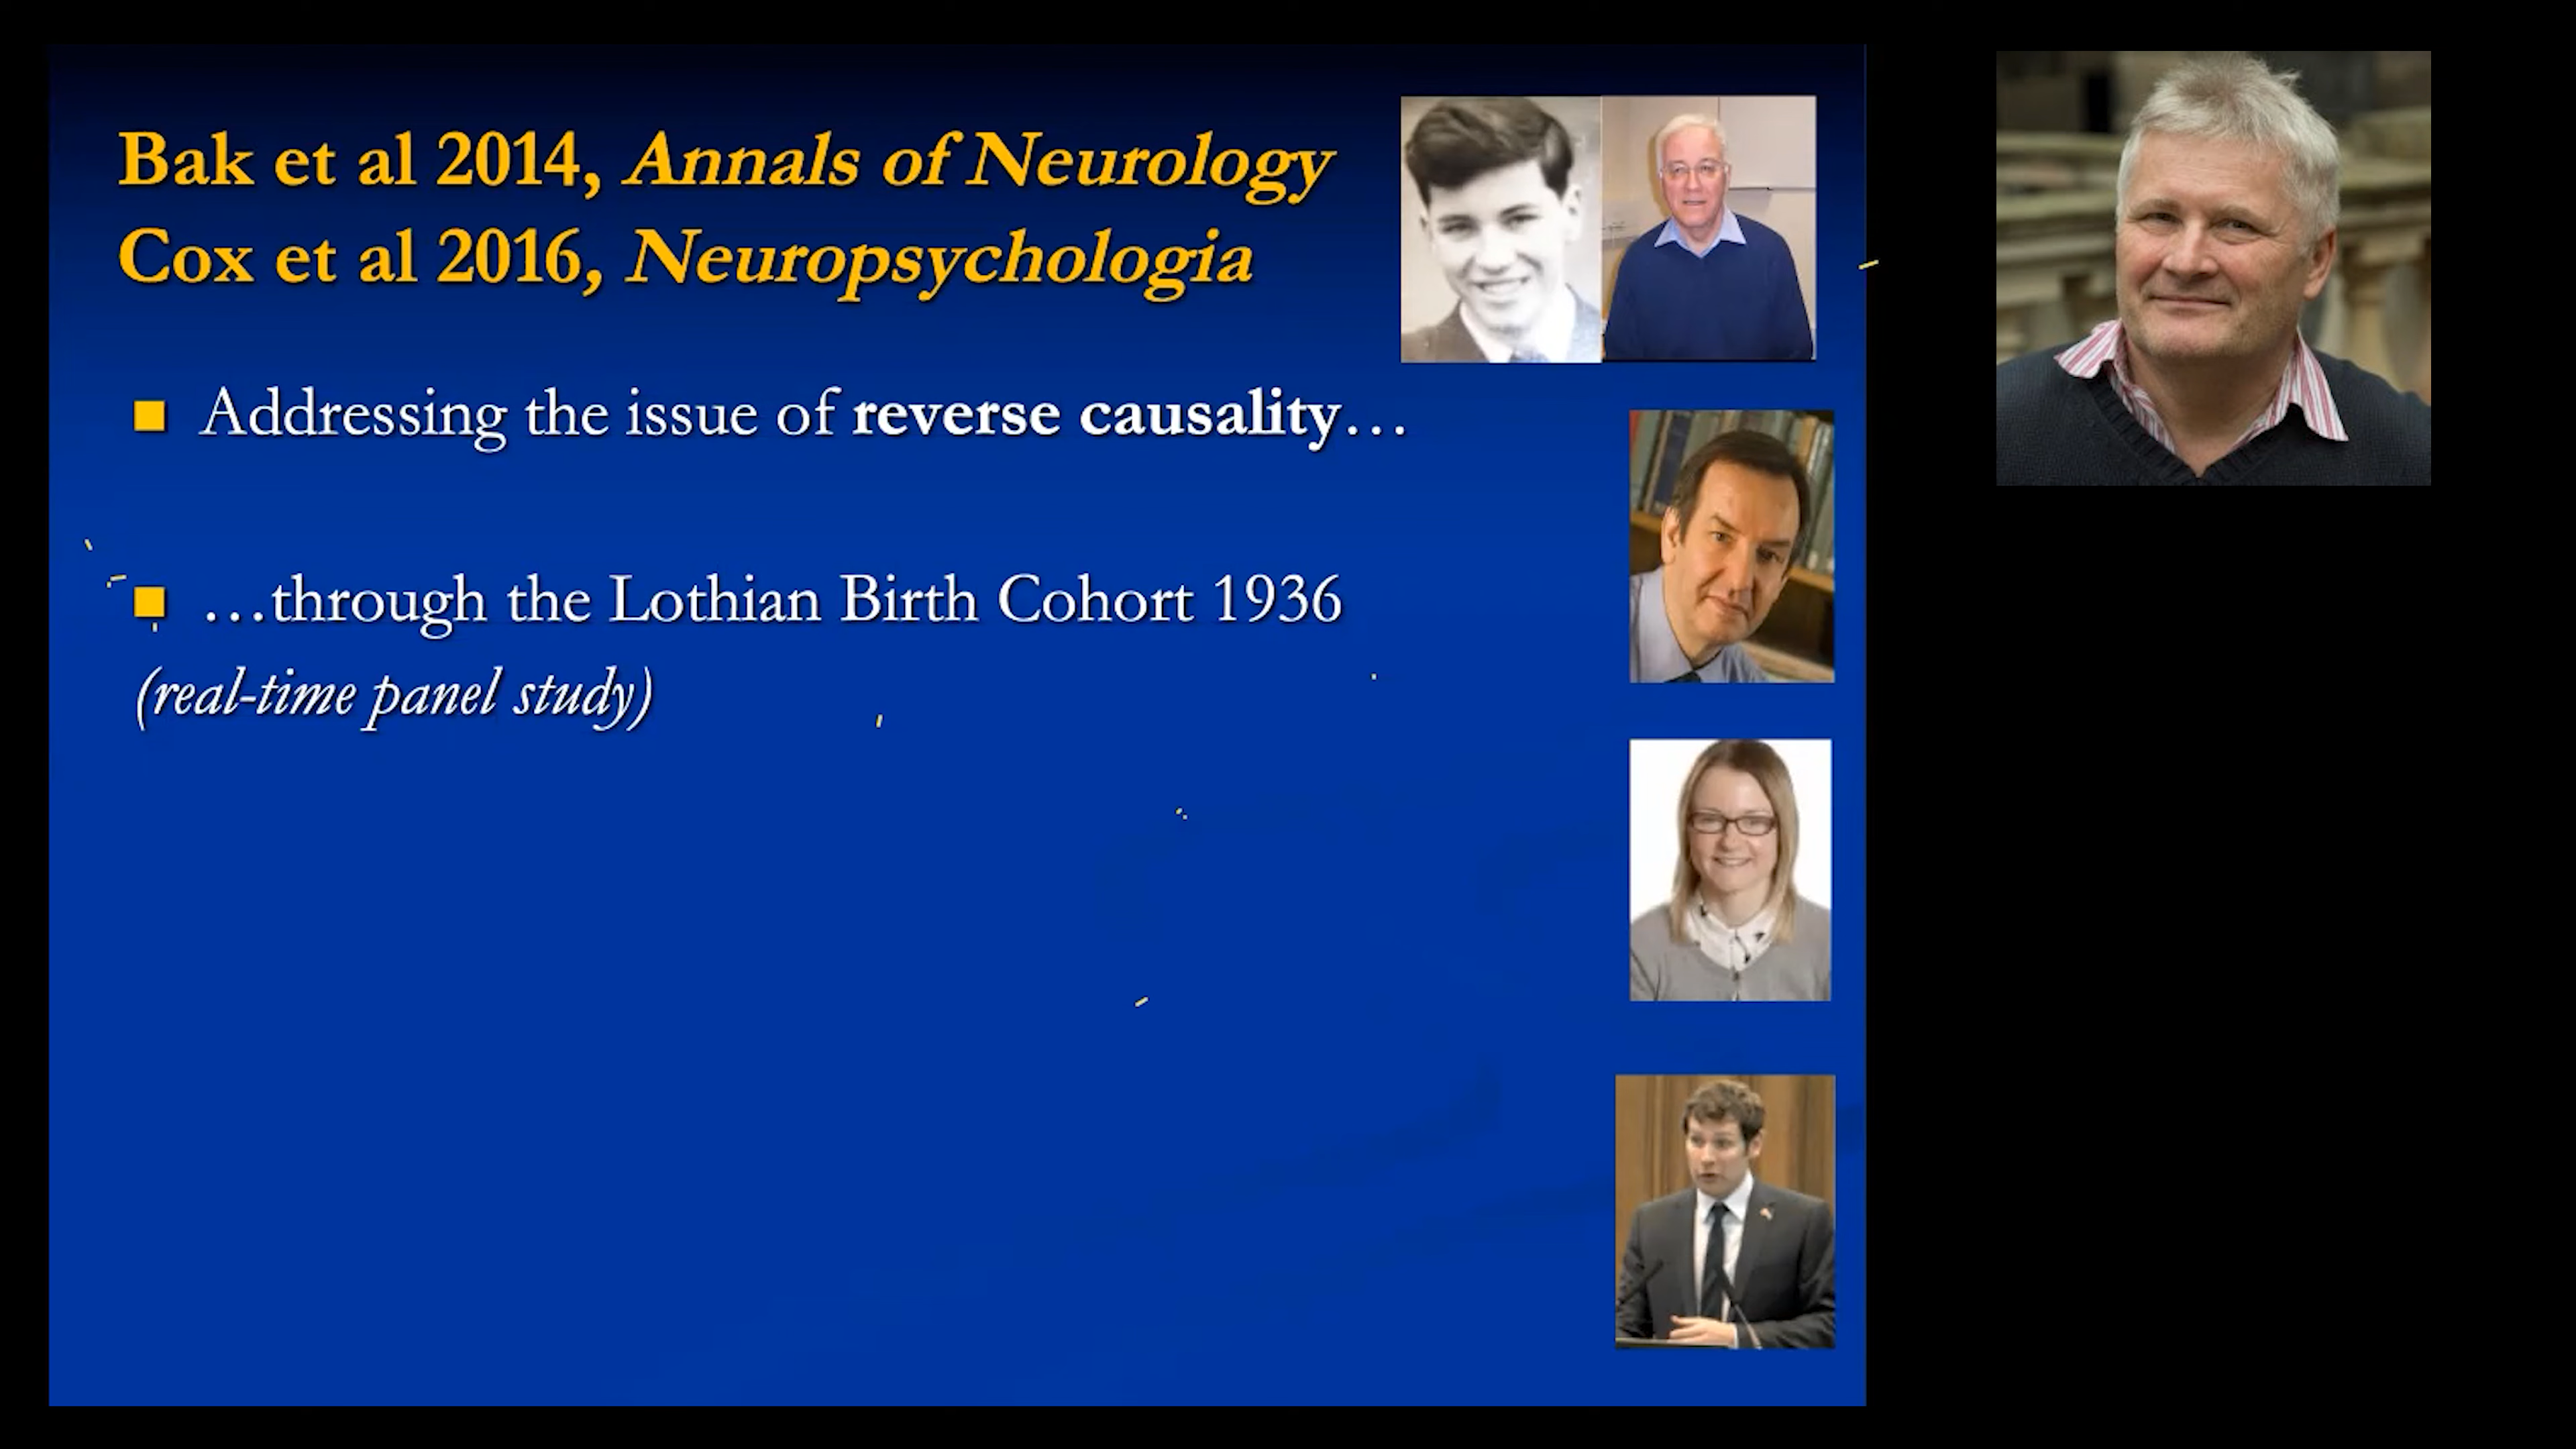 Bak et al 2014, Annals of Neurology
Cox et al 2016, Neuropsychologia
Addressing the issue of reverse causality…
…through the Lothian Birth Cohort 1936
(real-time panel study)